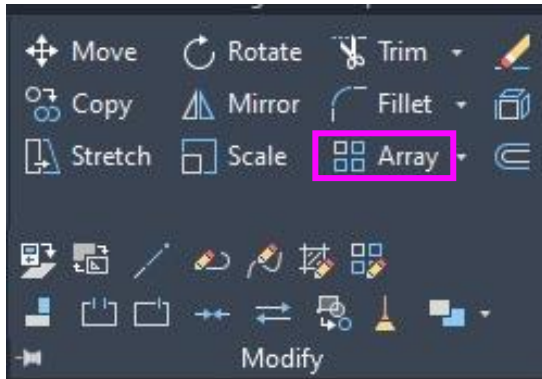 Move Rotate Trim
Copy Mirror Fillet
Stretch Scale Array
Modify